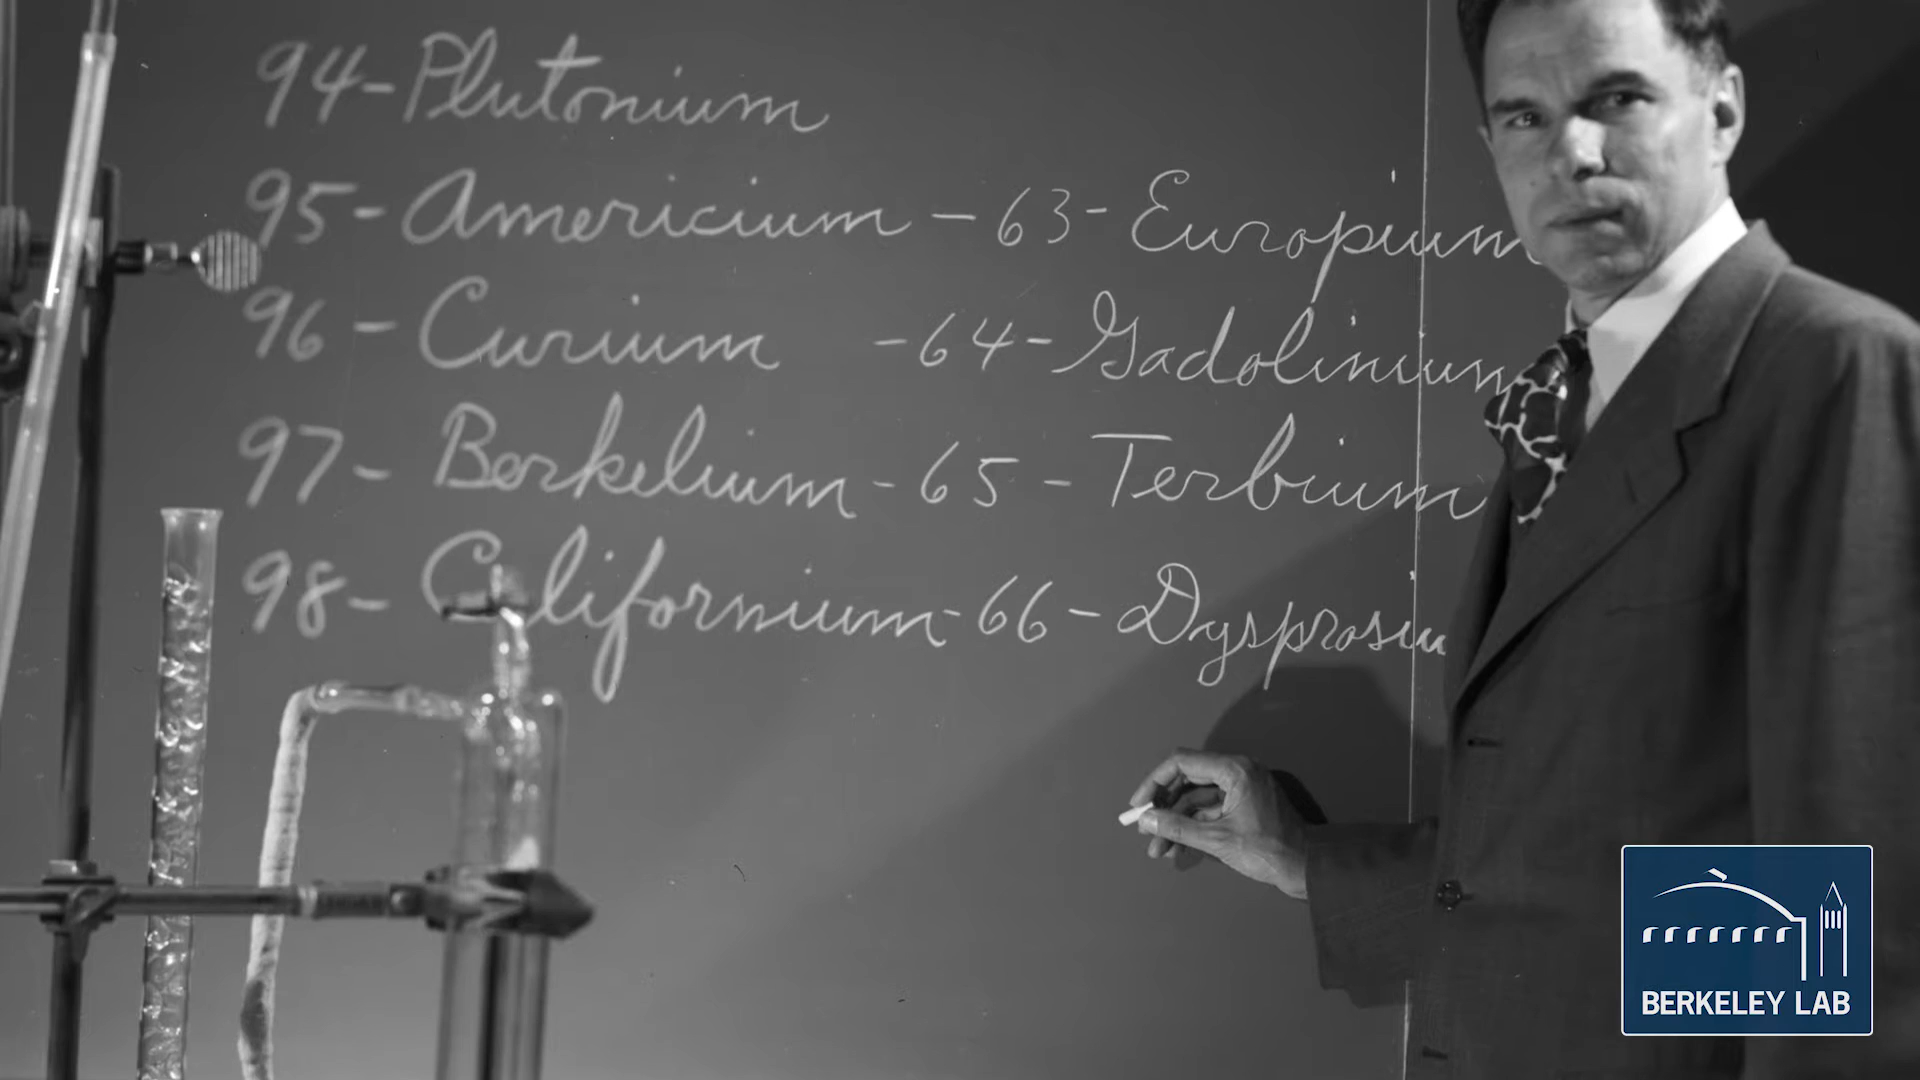 94-Plutonium
95-Americium - 63-Europium
96-Curium -64-Gadolinium
97- Berkelium - 65 - Terbium
98- Californium-66-Dysprosiu
BERKELEY LAB